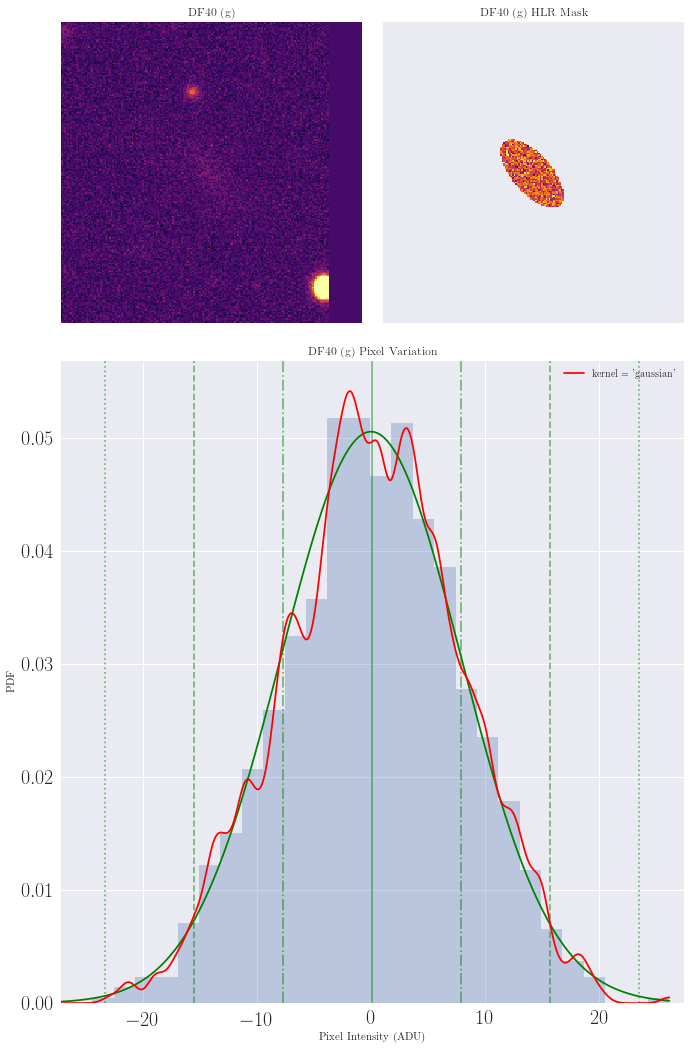 DF40 (g)
DF40 (g) HLR Mask
DF40 (g) Pixel Variation
kernel = 'gaussian'
0.05
0.04
0.03
0.02
0.01
0.00
PDF
−20
−10
0
10
20
Pixel Intensity (ADU)